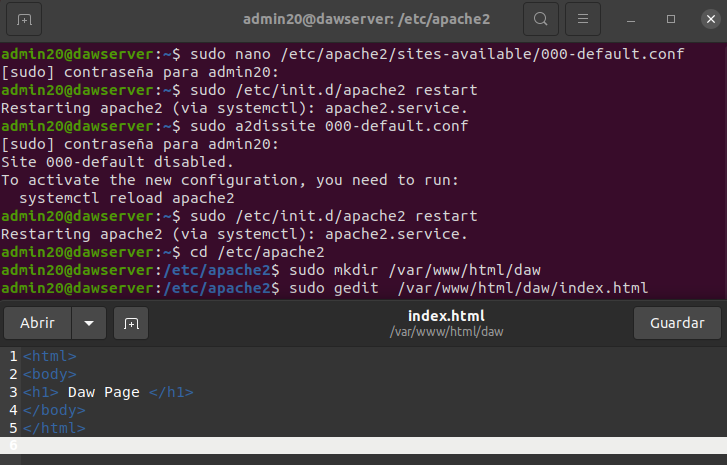 admin20@dawserver: /etc/apache2
admin20@dawserver:~$ sudo nano /etc/apache2/sites-available/000-default.conf
[sudo] contraseña para admin20:
admin20@dawserver:~$ sudo /etc/init.d/apache2 restart
Restarting apache2 (via systemctl): apache2.service.
admin20@dawserver:~$ sudo a2dissite 000-default.conf
[sudo] contraseña para admin20:
Site 000-default disabled.
To activate the new configuration, you need to run:
  systemctl reload apache2
admin20@dawserver:~$ sudo /etc/init.d/apache2 restart
Restarting apache2 (via systemctl): apache2.service.
admin20@dawserver:~$ cd /etc/apache2
admin20@dawserver:/etc/apache2$ sudo mkdir /var/www/html/daw
admin20@dawserver:/etc/apache2$ sudo gedit  /var/www/html/daw/index.html
Abrir
index.html
/var/www/html/daw
Guardar
1 <html>
2 <body>
3 <h1> Daw Page </h1>
4 </body>
5 </html>
6